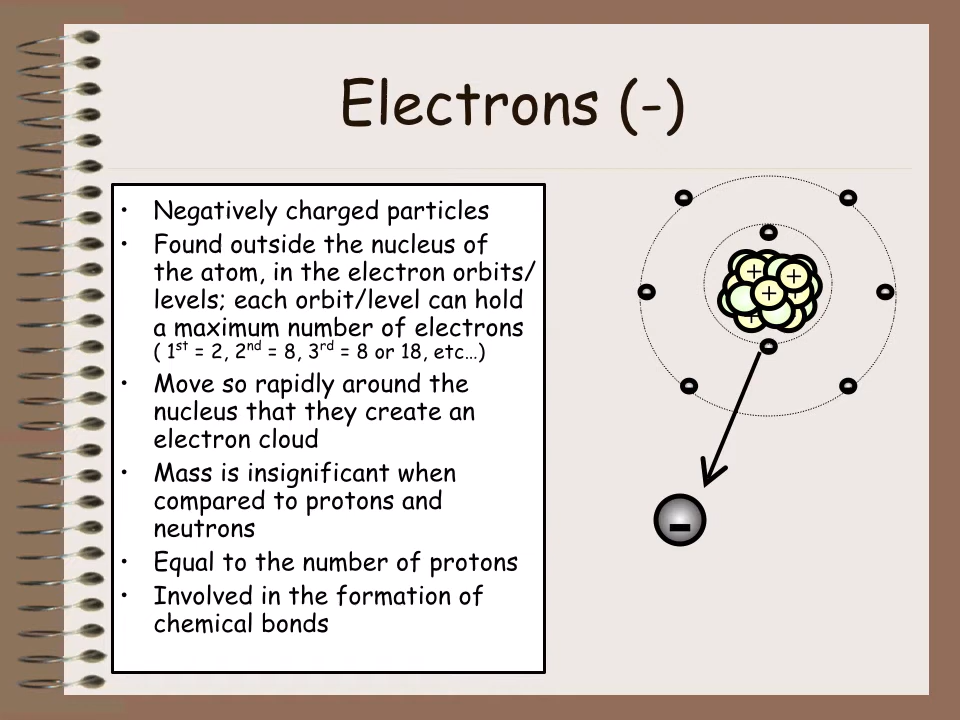 Electrons (-)
• Negatively charged particles
• Found outside the nucleus of
the atom, in the electron orbits/
levels; each orbit/level can hold
a maximum number of electrons
( 1st = 2, 2nd = 8, 3rd = 8 or 18, etc…)
• Move so rapidly around the
nucleus that they create an
electron cloud
• Mass is insignificant when
compared to protons and
neutrons
• Equal to the number of protons
• Involved in the formation of
chemical bonds
+
+
+
-